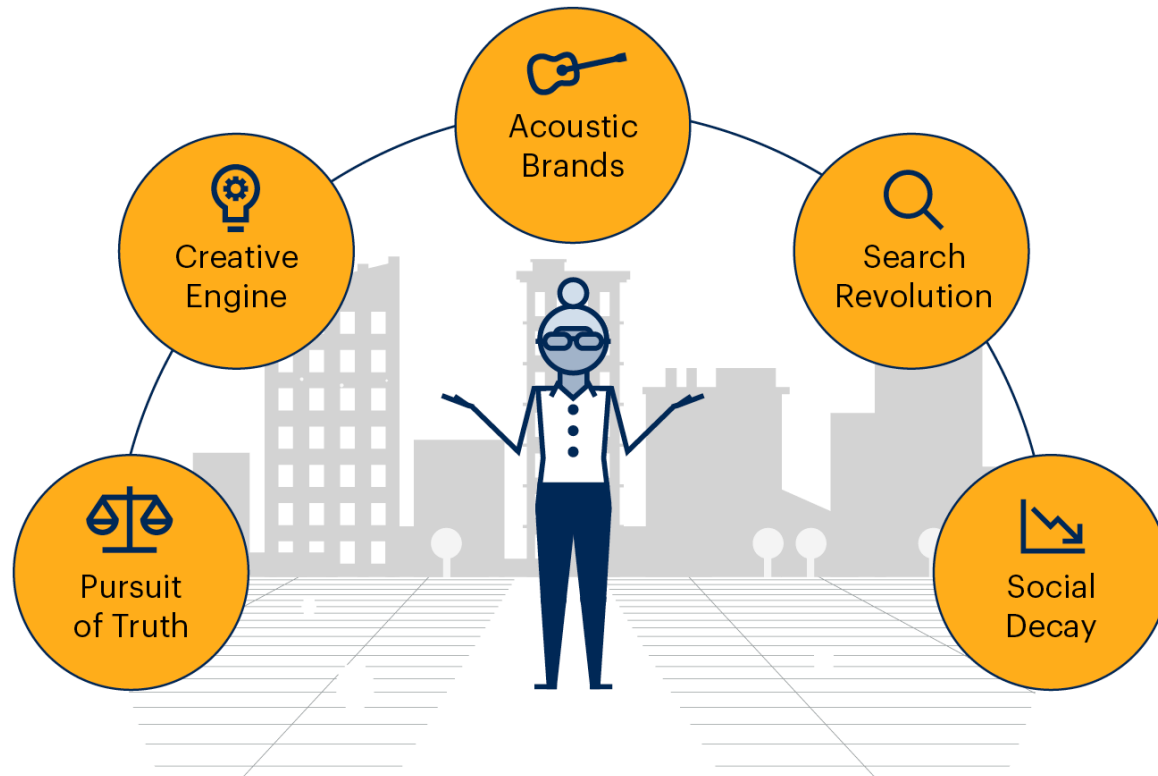 Acoustic
Brands
Creative
Engine
Search
Revolution
Pursuit
of Truth
Social
Decay